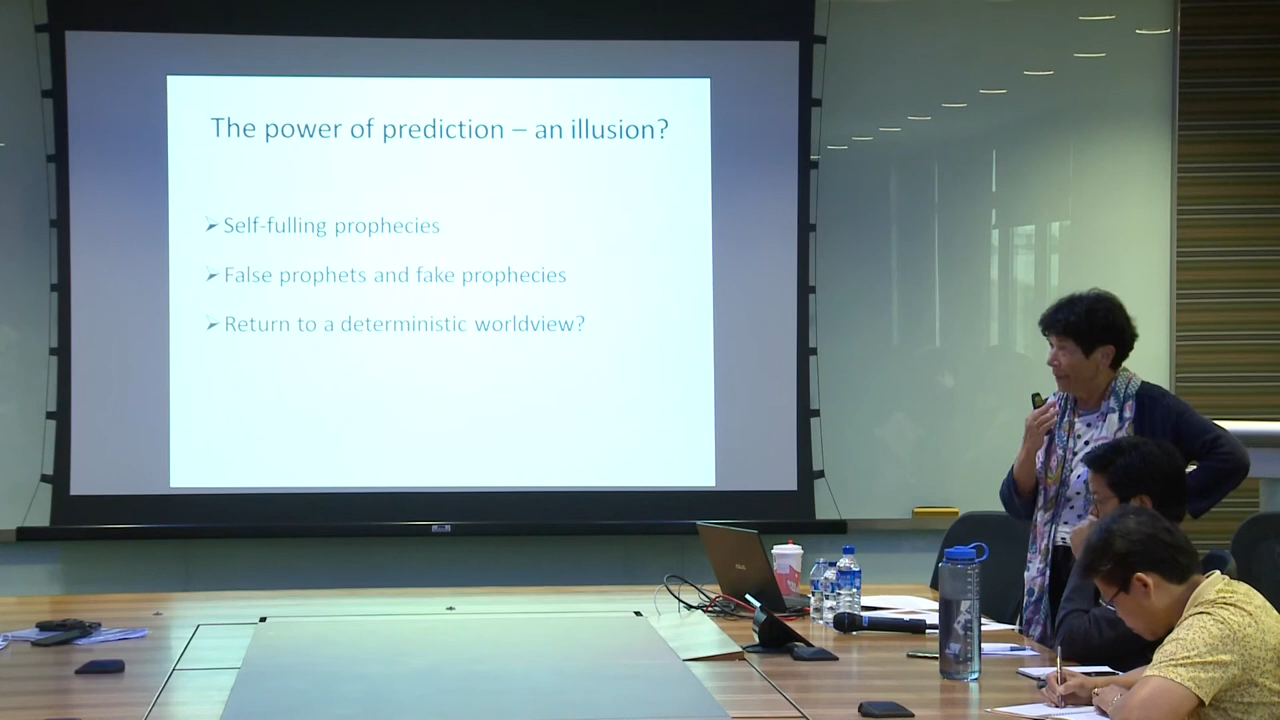 The power of prediction – an illusion?
Self-fulling prophecies
False prophets and fake prophecies
Return to a deterministic worldview?